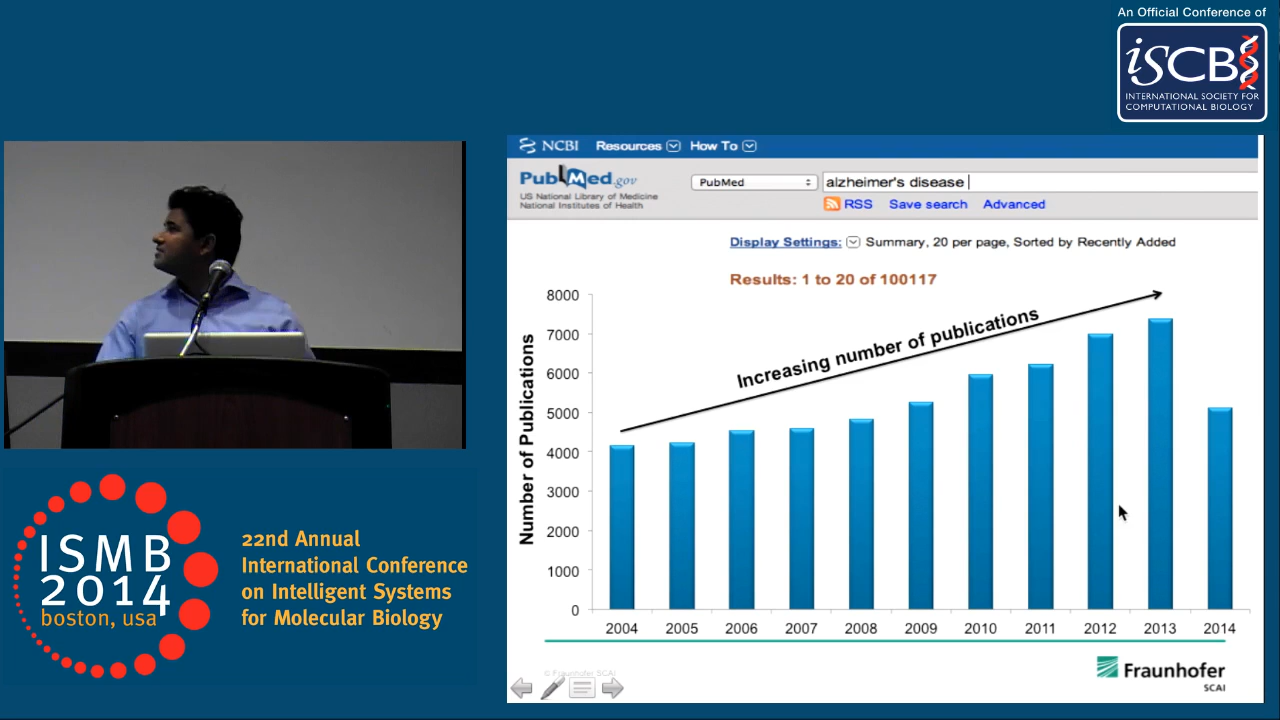 An Official Conference of
iSCB
INTERNATIONAL SOCIETY FOR
COMPUTATIONAL BIOLOGY
NCBI Resources How To
PubMed.gov
US National Library of Medicine
National Institutes of Health
PubMed
alzheimer's disease
RSS Save search Advanced
Display Settings: Summary, 20 per page, Sorted by Recently Added
Results: 1 to 20 of 100117
Increasing number of publications
Number of Publications
8000
7000
6000
5000
4000
3000
2000
1000
0
2004 2005 2006 2007 2008 2009 2010 2011 2012 2013 2014
© Fraunhofer SCAI
Fraunhofer
SCAI
ISMB
2014
boston, usa
22nd Annual
International Conference
on Intelligent Systems
for Molecular Biology